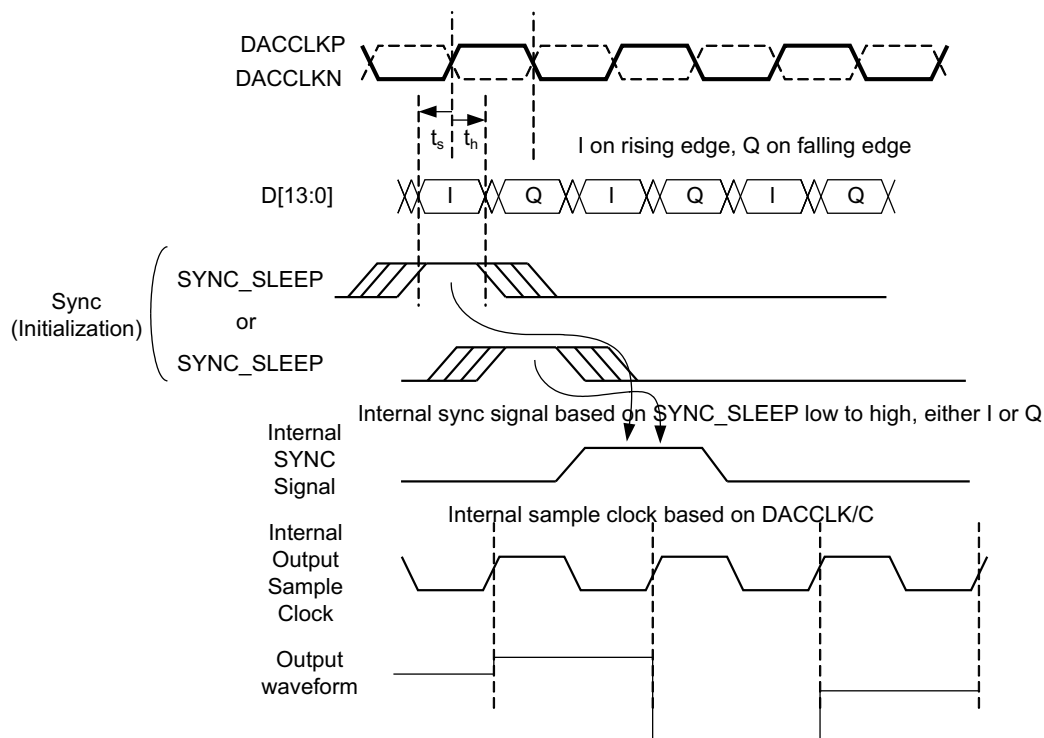 DACCLKP
DACCLKN
tₛ
tₕ
I on rising edge, Q on falling edge
D[13:0]
I
Q
I
Q
I
Q
Sync
(Initialization)
SYNC_SLEEP
or
SYNC_SLEEP
Internal sync signal based on SYNC_SLEEP low to high, either I or Q
Internal
SYNC
Signal
Internal sample clock based on DACCLK/C
Internal
Output
Sample
Clock
Output
waveform